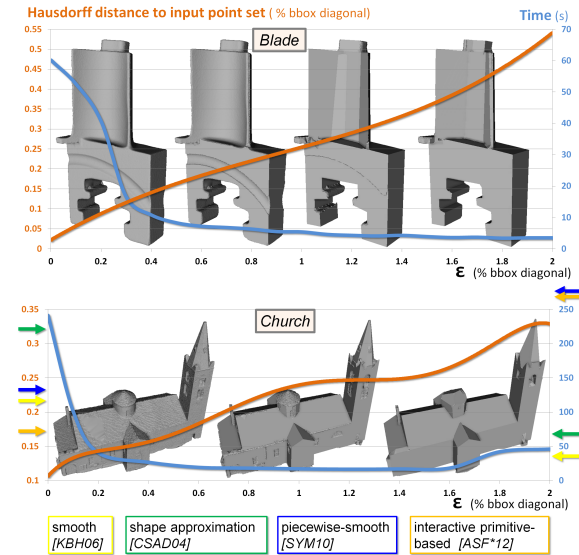 Hausdorff distance to input point set ( % bbox diagonal)
Time (s)
Blade
0.55
0.5
0.45
0.4
0.35
0.3
0.25
0.2
0.15
0.1
0.05
0
70
60
50
40
30
20
10
0
0 0.2 0.4 0.6 0.8 1 1.2 1.4 1.6 1.8 2
ε (% bbox diagonal)
Church
0.35
0.3
0.25
0.2
0.15
0.1
250
200
150
100
50
0
0 0.2 0.4 0.6 0.8 1 1.2 1.4 1.6 1.8 2
ε (% bbox diagonal)
smooth
[KBH06]
shape approximation
[CSAD04]
piecewise-smooth
[SYM10]
interactive primitive-
based [ASF*12]